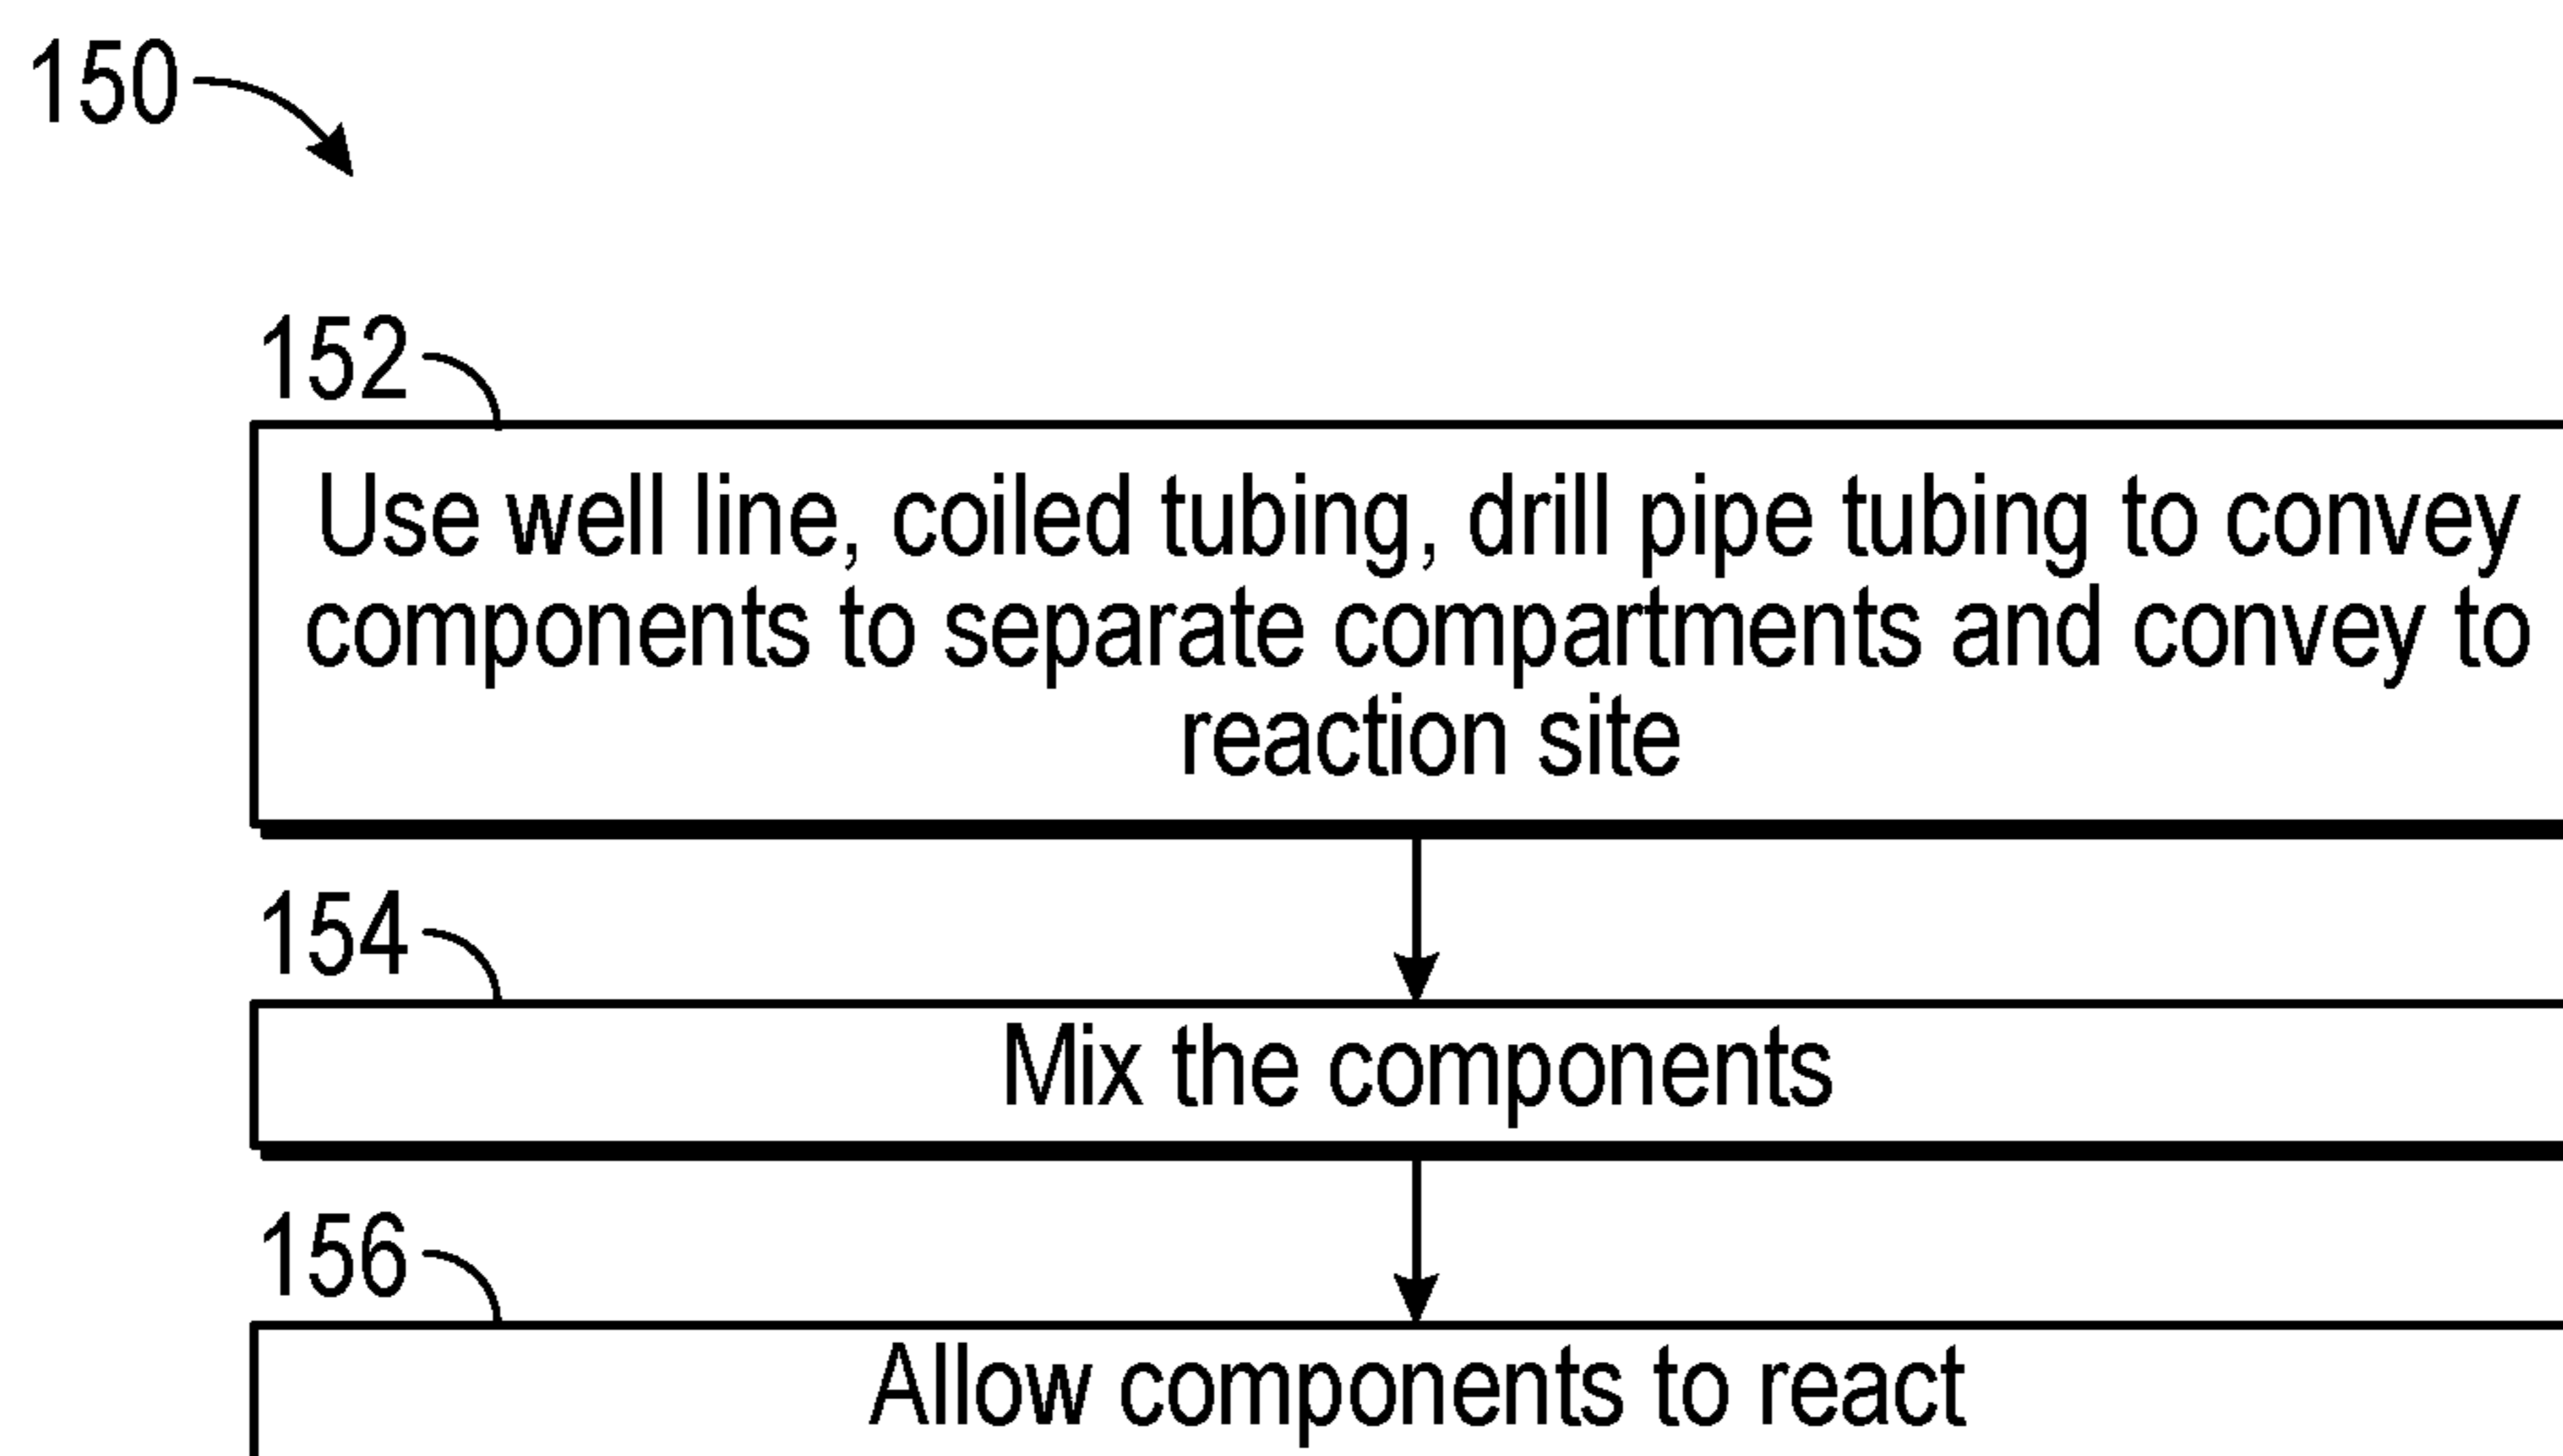 150
152
Use well line, coiled tubing, drill pipe tubing to convey
components to separate compartments and convey to
reaction site
154
Mix the components
156
Allow components to react